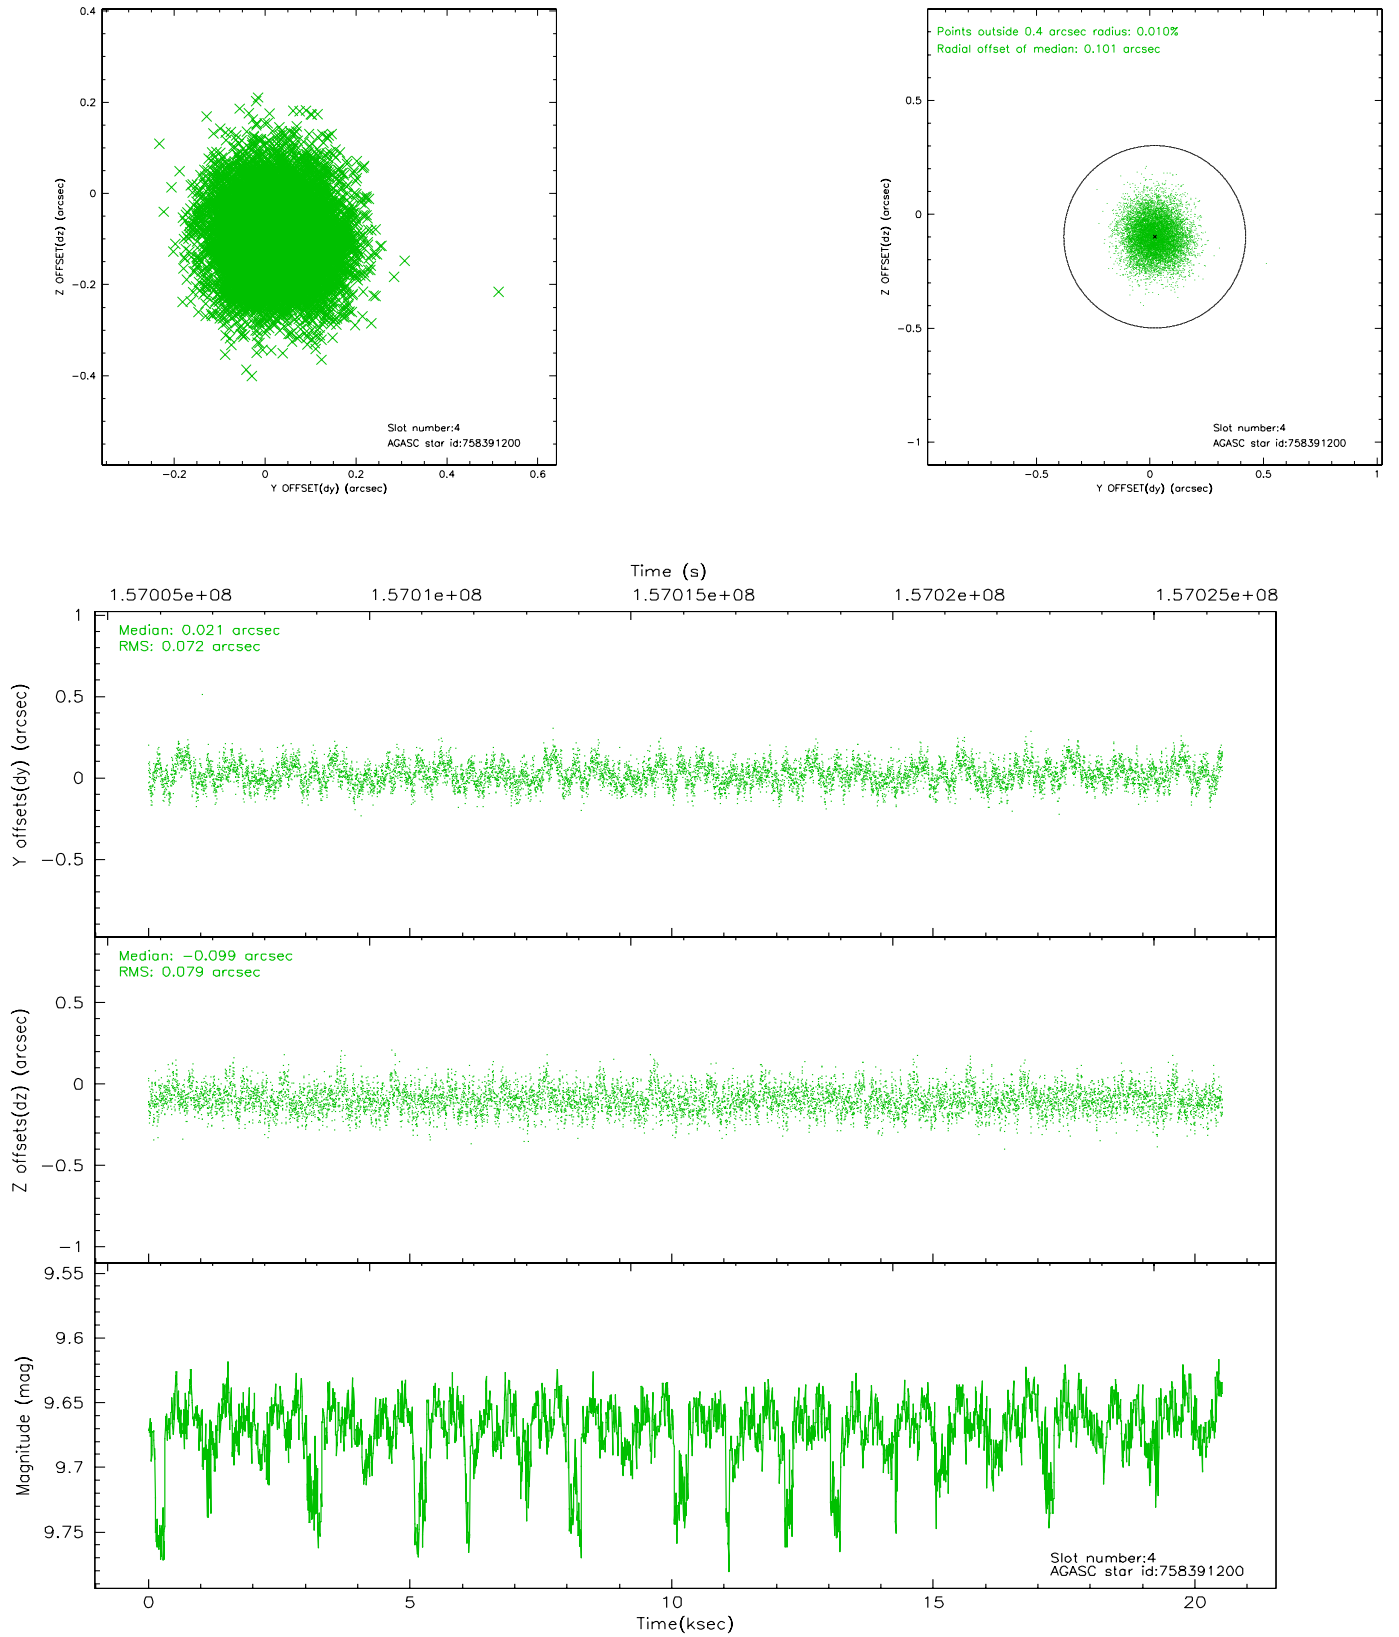 0.4
0.2
0
−0.2
−0.4
Z OFFSET(dz) (arcsec)
Slot number:4
AGASC star id:758391200
−0.2 0 0.2 0.4 0.6
Y OFFSET(dy) (arcsec)
Points outside 0.4 arcsec radius: 0.010%
Radial offset of median: 0.101 arcsec
0.5
0
−0.5
−1
Z OFFSET(dz) (arcsec)
Slot number:4
AGASC star id:758391200
−0.5 0 0.5 1
Y OFFSET(dy) (arcsec)
Time (s)
1.57005e+08 1.5701e+08 1.57015e+08 1.5702e+08 1.57025e+08
Median: 0.021 arcsec
RMS: 0.072 arcsec
1
0.5
0
−0.5
Y offsets(dy) (arcsec)
Median: −0.099 arcsec
RMS: 0.079 arcsec
0.5
0
−0.5
−1
Z offsets(dz) (arcsec)
9.55
9.6
9.65
9.7
9.75
Magnitude (mag)
Slot number:4
AGASC star id:758391200
0 5 10 15 20
Time(ksec)